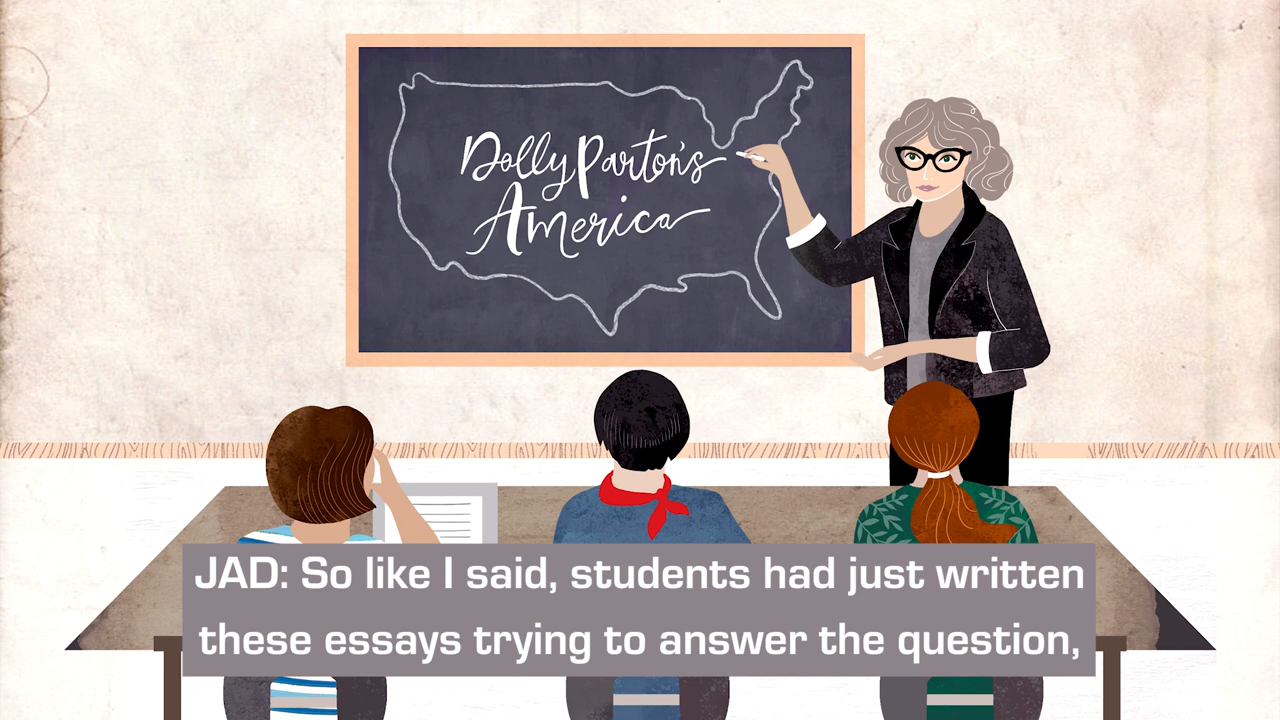 Dolly Parton's
America
JAD: So like I said, students had just written
these essays trying to answer the question,